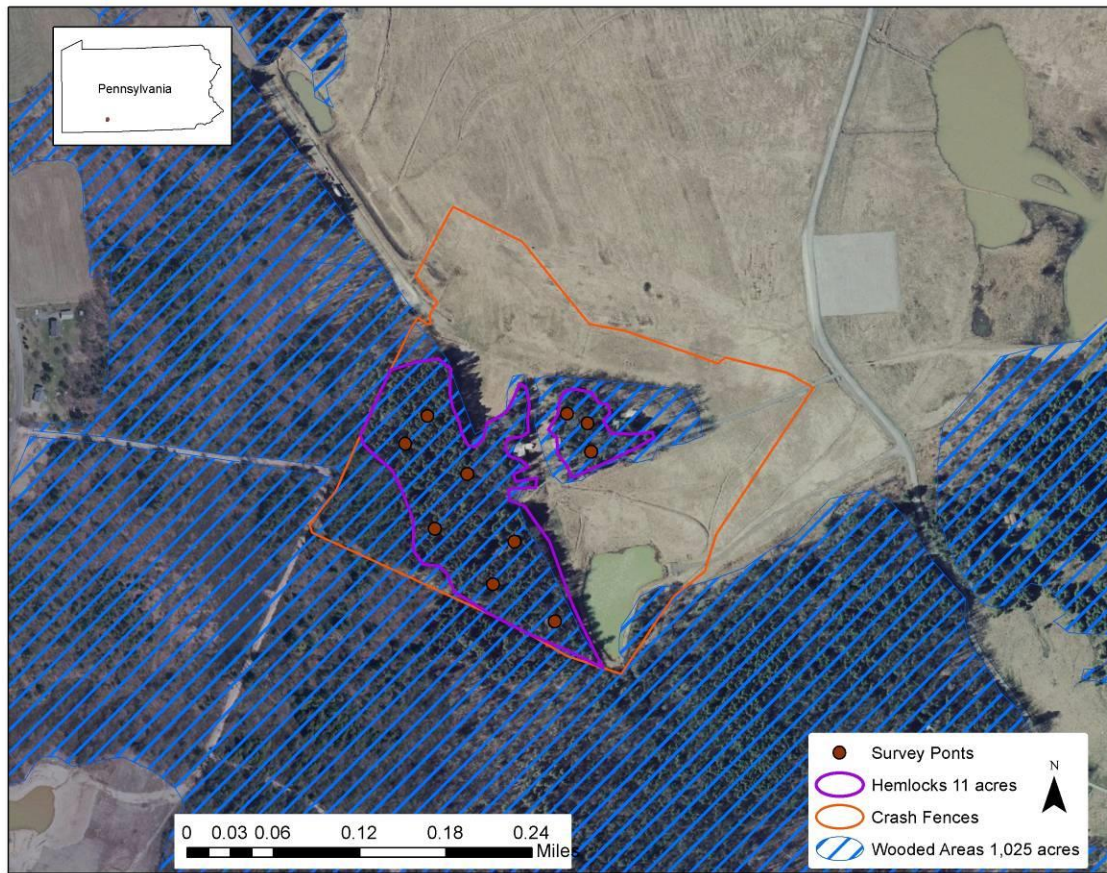 Pennsylvania
Survey Ponts
Hemlocks 11 acres
Crash Fences
Wooded Areas 1,025 acres
N
0 0.03 0.06 0.12 0.18 0.24
Miles